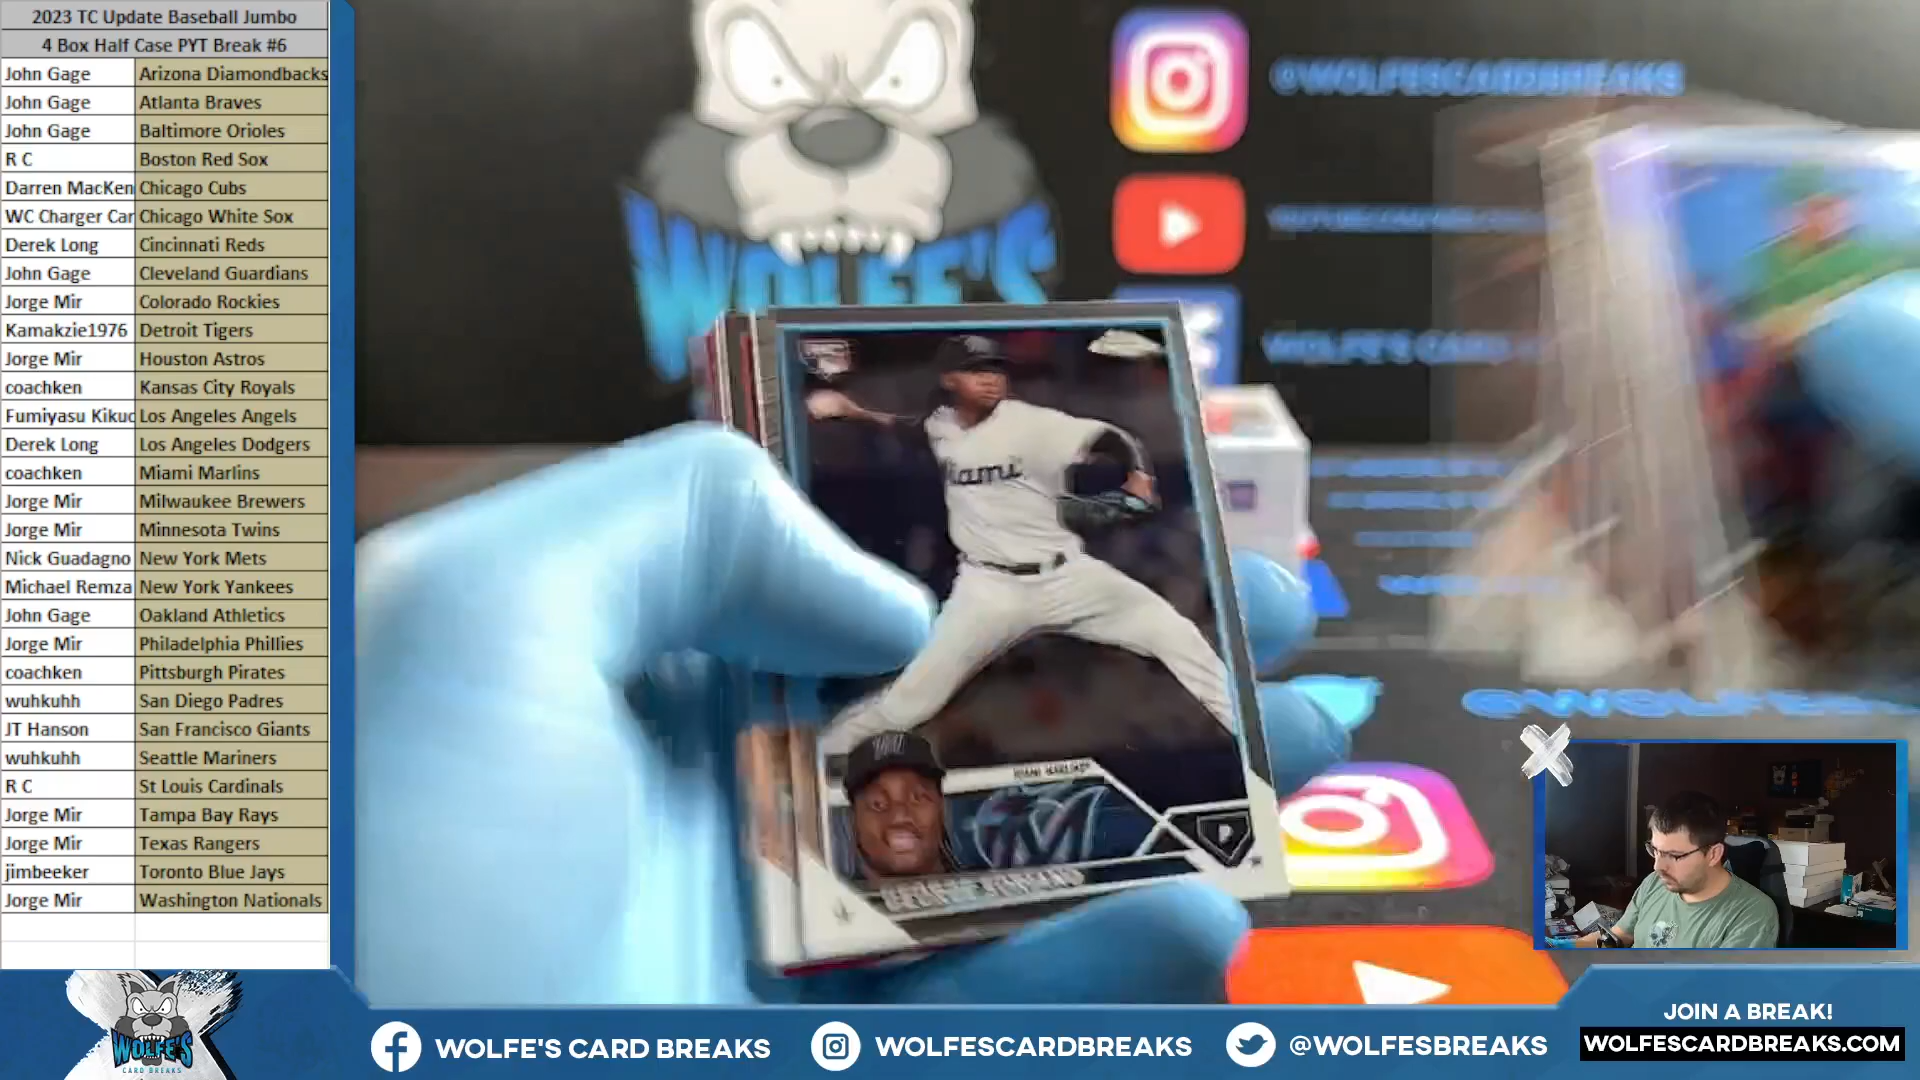 2023 TC Update Baseball Jumbo
4 Box Half Case PYT Break #6
John Gage Arizona Diamondbacks
John Gage Atlanta Braves
John Gage Baltimore Orioles
R C Boston Red Sox
Darren MacKen Chicago Cubs
WC Charger Car Chicago White Sox
Derek Long Cincinnati Reds
John Gage Cleveland Guardians
Jorge Mir Colorado Rockies
Kamakzie1976 Detroit Tigers
Jorge Mir Houston Astros
coachken Kansas City Royals
Fumiyasu Kikuc Los Angeles Angels
Derek Long Los Angeles Dodgers
coachken Miami Marlins
Jorge Mir Milwaukee Brewers
Jorge Mir Minnesota Twins
Nick Guadagno New York Mets
Michael Remza New York Yankees
John Gage Oakland Athletics
Jorge Mir Philadelphia Phillies
coachken Pittsburgh Pirates
wuhkuhh San Diego Padres
JT Hanson San Francisco Giants
wuhkuhh Seattle Mariners
R C St Louis Cardinals
Jorge Mir Tampa Bay Rays
Jorge Mir Texas Rangers
jimbeeker Toronto Blue Jays
Jorge Mir Washington Nationals
WOLFE'S
@WOLFESCARDBREAKS
WOLFE'S CARD
Miami
P
WOLFE'S
CARD BREAKS
WOLFE'S CARD BREAKS
WOLFESCARDBREAKS
@WOLFESBREAKS
JOIN A BREAK!
WOLFESCARDBREAKS.COM